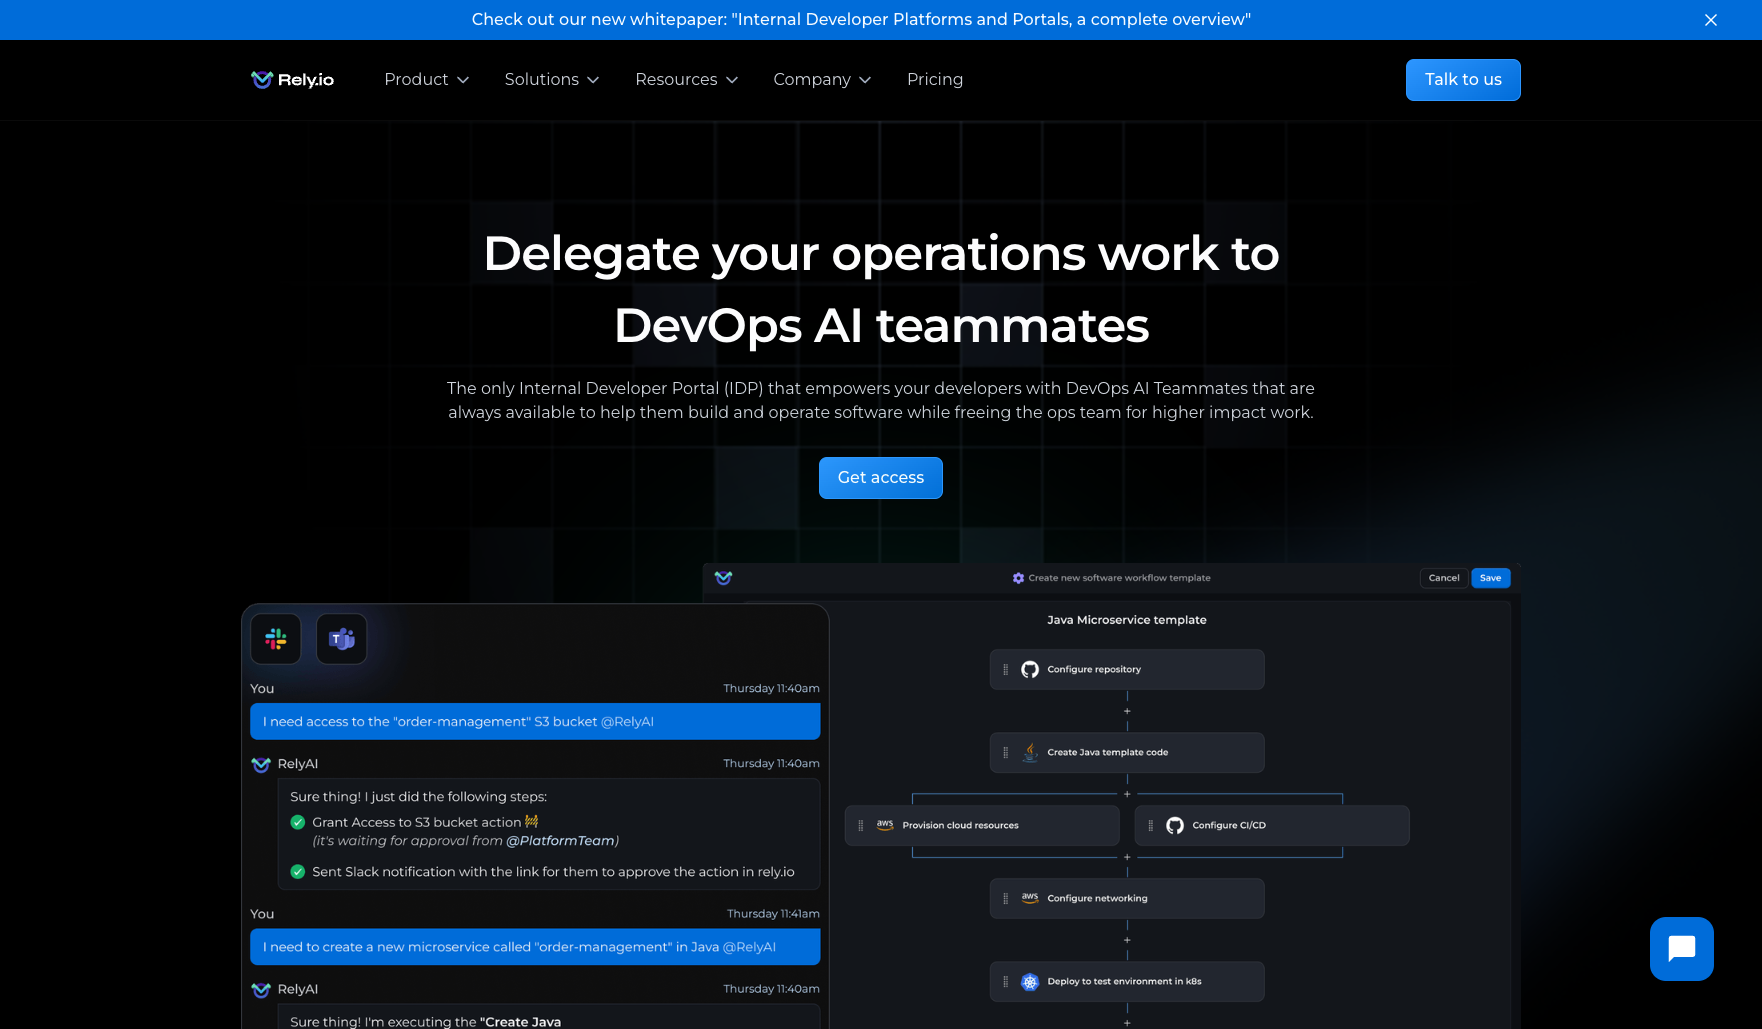 Check out our new whitepaper: "Internal Developer Platforms and Portals, a complete overview"
Rely.io
Product
Solutions
Resources
Company
Pricing
Talk to us
Delegate your operations work to
DevOps AI teammates
The only Internal Developer Portal (IDP) that empowers your developers with DevOps AI Teammates that are
always available to help them build and operate software while freeing the ops team for higher impact work.
Get access
T
You
Thursday 11:40am
I need access to the "order-management" S3 bucket @RelyAI
RelyAI
Thursday 11:40am
Sure thing! I just did the following steps:
Grant Access to S3 bucket action
(it's waiting for approval from @PlatformTeam)
Sent Slack notification with the link for them to approve the action in rely.io
You
Thursday 11:41am
I need to create a new microservice called "order-management" in Java @RelyAI
RelyAI
Thursday 11:40am
Sure thing! I'm executing the "Create Java
Create new software workflow template
Cancel
Save
Java Microservice template
Configure repository
+
Create Java template code
+
aws
Provision cloud resources
Configure CI/CD
+
aws
Configure networking
+
Deploy to test environment in k8s
+